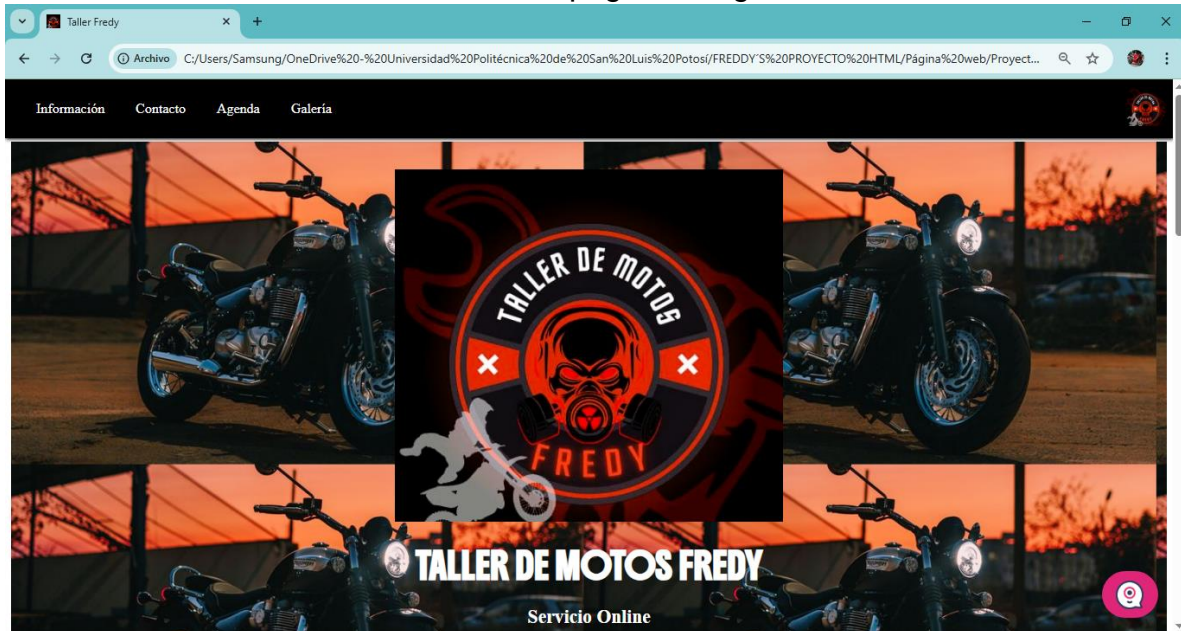 Taller Fredy
Archivo C:/Users/Samsung/OneDrive%20-%20Universidad%20Politécnica%20de%20San%20Luis%20Potosí/FREDDY´S%20PROYECTO%20HTML/Página%20web/Proyect...
Información Contacto Agenda Galería
TALLER DE MOTOS
FREDY
TALLER DE MOTOS FREDY
Servicio Online